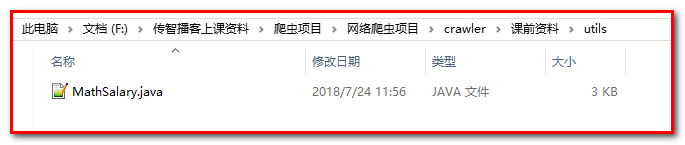 此电脑 › 文档 (F:) › 传智播客上课资料 › 爬虫项目 › 网络爬虫项目 › crawler › 课前资料 › utils
名称 修改日期 类型 大小
MathSalary.java 2018/7/24 11:56 JAVA 文件 3 KB